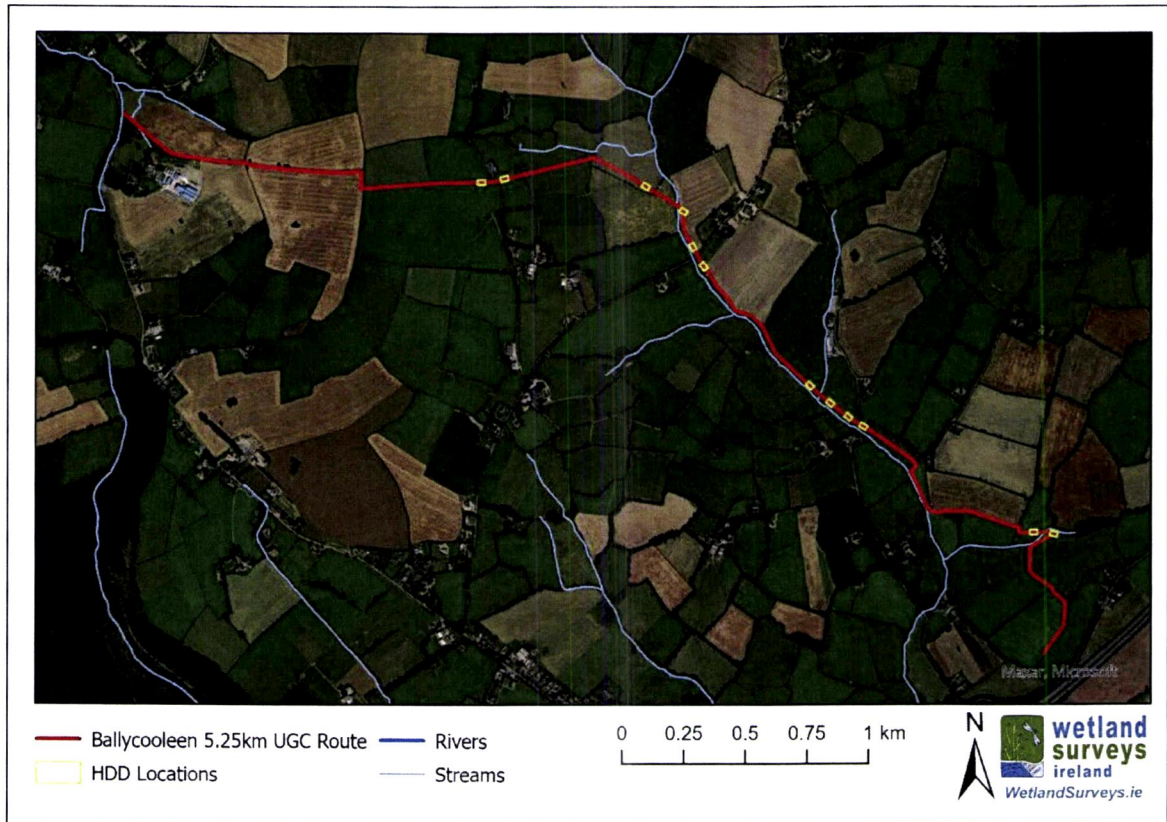 Maxar, Microsoft
Ballycooleen 5.25km UGC Route
Rivers
HDD Locations
Streams
0 0.25 0.5 0.75 1 km
N
wetland
surveys
ireland
WetlandSurveys.ie